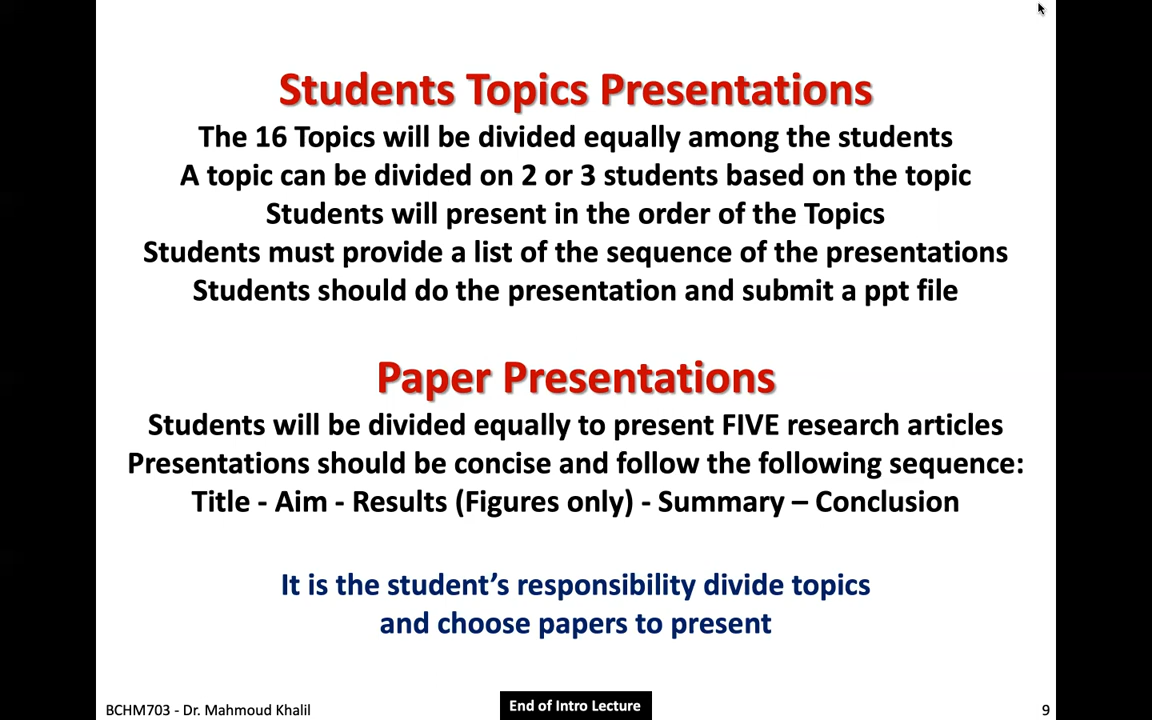 Students Topics Presentations
The 16 Topics will be divided equally among the students
A topic can be divided on 2 or 3 students based on the topic
Students will present in the order of the Topics
Students must provide a list of the sequence of the presentations
Students should do the presentation and submit a ppt file
Paper Presentations
Students will be divided equally to present FIVE research articles
Presentations should be concise and follow the following sequence:
Title - Aim - Results (Figures only) - Summary – Conclusion
It is the student’s responsibility divide topics
and choose papers to present
BCHM703 - Dr. Mahmoud Khalil
End of Intro Lecture
9